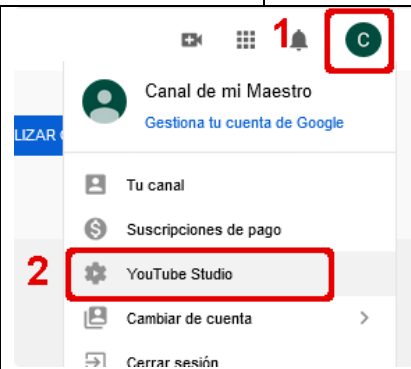 1
C
Canal de mi Maestro
Gestiona tu cuenta de Google
LIZAR
Tu canal
Suscripciones de pago
2
YouTube Studio
Cambiar de cuenta
Cerrar sesión